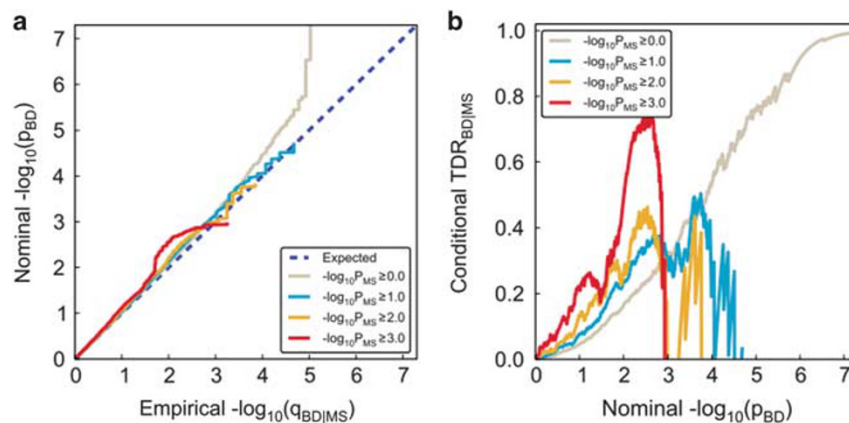 a
Nominal -log10(pBD)
7
6
5
4
3
2
1
0
0 1 2 3 4 5 6 7
Empirical -log10(qBD|MS)
Expected
-log10PMS≥0.0
-log10PMS≥1.0
-log10PMS≥2.0
-log10PMS≥3.0
b
Conditional TDRBD|MS
1.0
0.8
0.6
0.4
0.2
0.0
0 1 2 3 4 5 6 7
Nominal -log10(pBD)
-log10PMS≥0.0
-log10PMS≥1.0
-log10PMS≥2.0
-log10PMS≥3.0